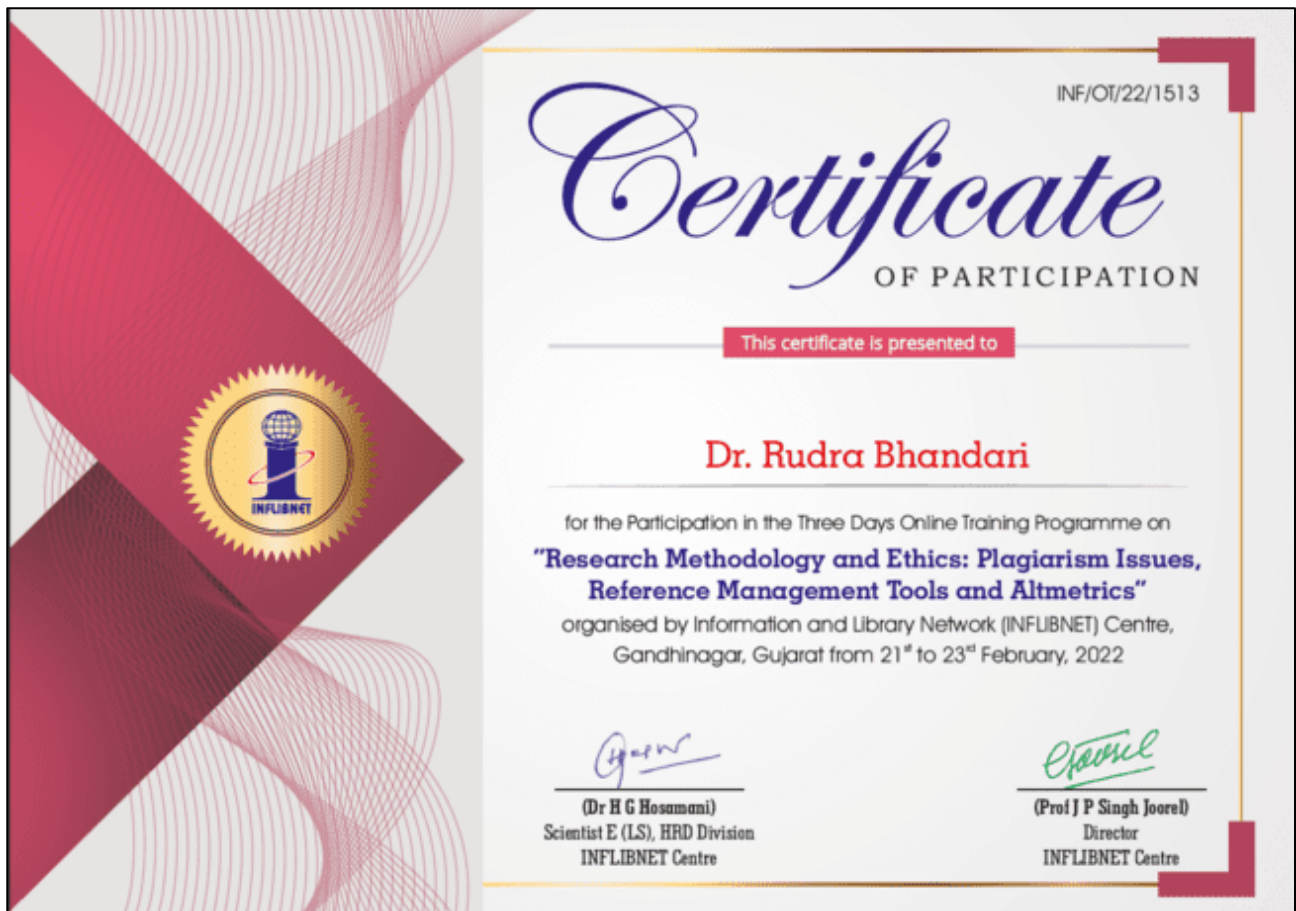 INF/OT/22/1513
Certificate
OF PARTICIPATION
This certificate is presented to
INFLIBNET
Dr. Rudra Bhandari
for the Participation in the Three Days Online Training Programme on
"Research Methodology and Ethics: Plagiarism Issues,
Reference Management Tools and Altmetrics"
organised by Information and Library Network (INFLIBNET) Centre,
Gandhinagar, Gujarat from 21st to 23rd February, 2022
(Dr H G Hosamani)
Scientist E (LS), HRD Division
INFLIBNET Centre
(Prof J P Singh Joorel)
Director
INFLIBNET Centre